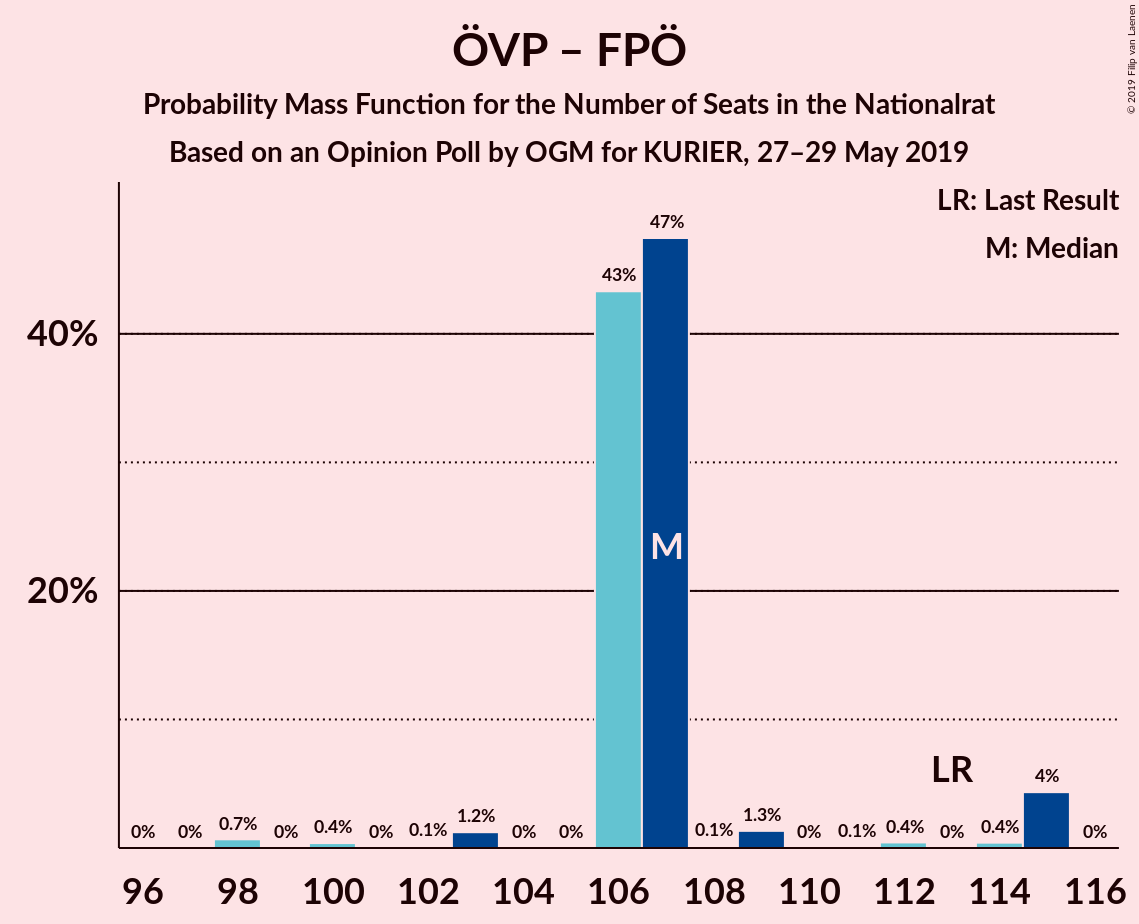 © 2019 Filip van Laenen
ÖVP – FPÖ
Probability Mass Function for the Number of Seats in the Nationalrat
Based on an Opinion Poll by OGM for KURIER, 27–29 May 2019
LR: Last Result
M: Median
40%
20%
0% 0% 0.7% 0% 0.4% 0% 0.1% 1.2% 0% 0% 43% 47% 0.1% 1.3% 0% 0.1% 0.4% 0% 0.4% 4% 0%
M
LR
96 98 100 102 104 106 108 110 112 114 116